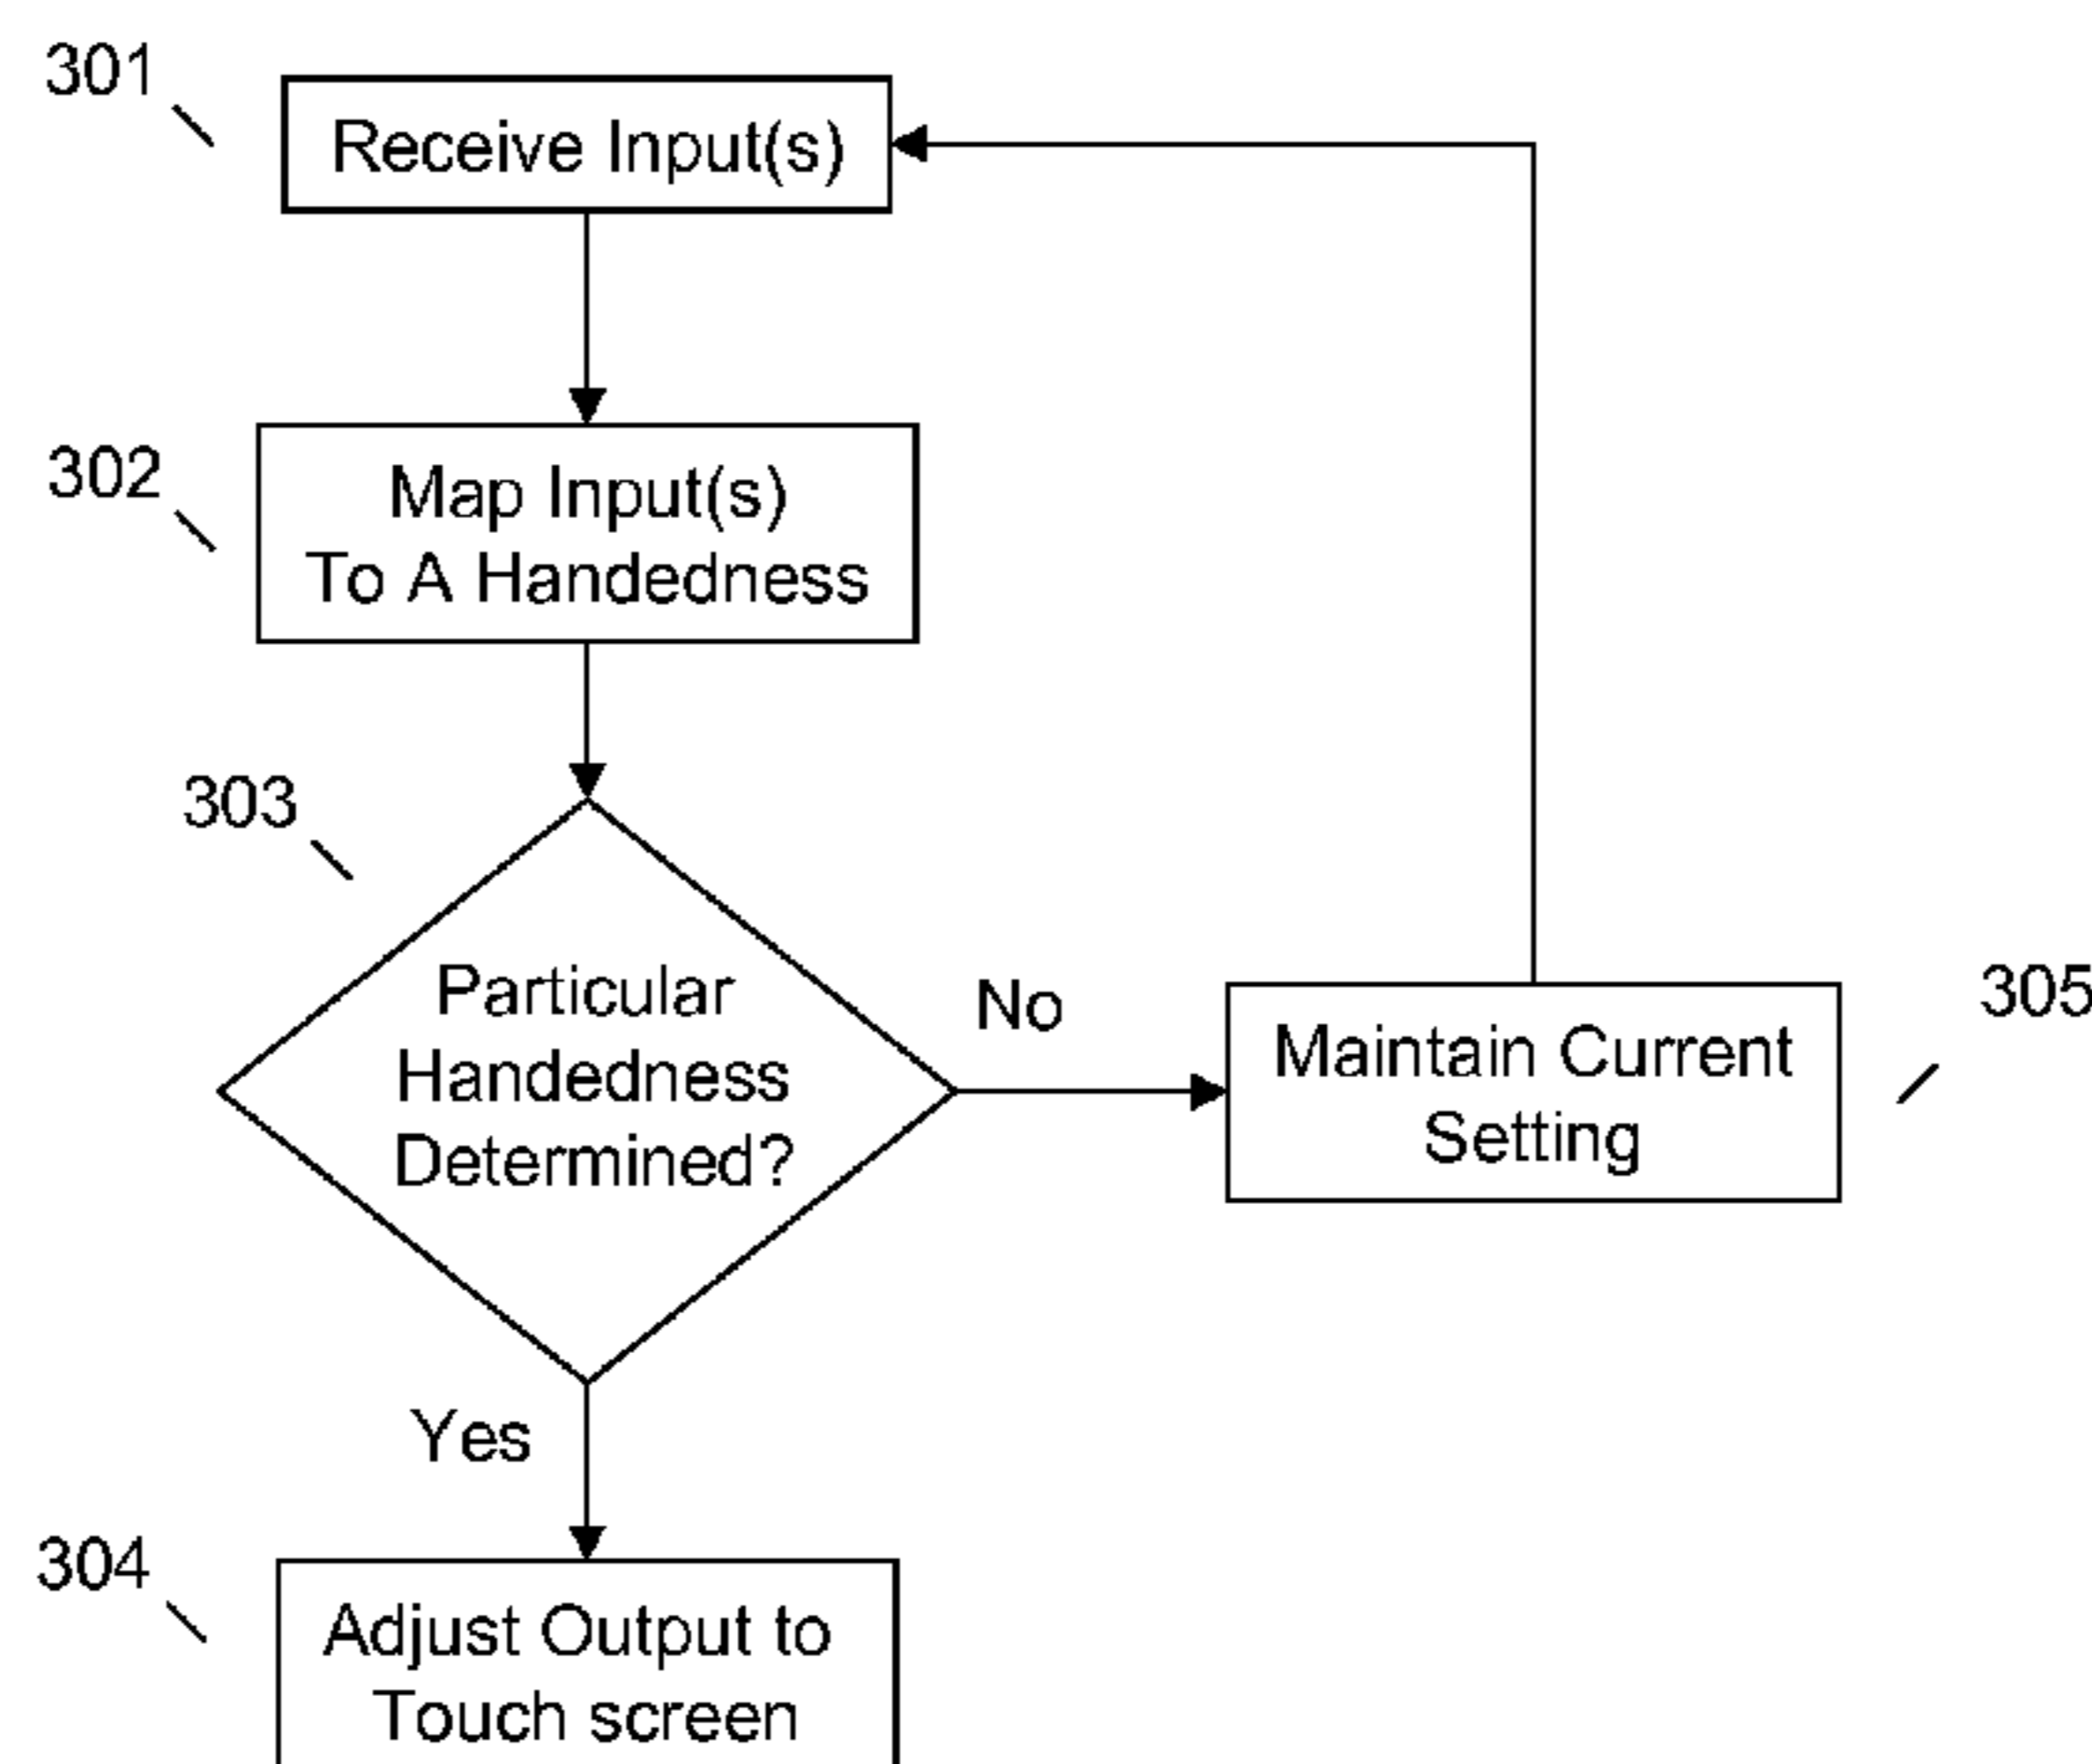 301
Receive Input(s)
302
Map Input(s)
To A Handedness
303
Particular
Handedness
Determined?
No
Maintain Current
Setting
305
Yes
304
Adjust Output to
Touch screen